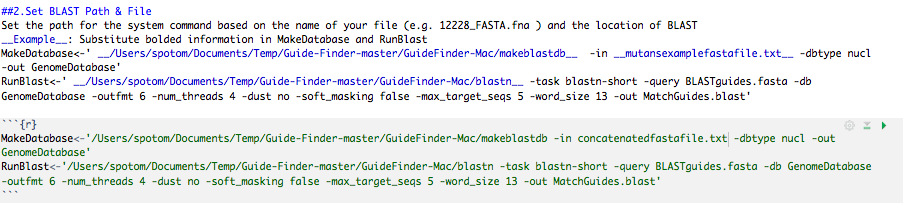 ##2.Set BLAST Path & File
Set the path for the system command based on the name of your file (e.g. 12228_FASTA.fna ) and the location of BLAST
__Example__: Substitute bolded information in MakeDatabase and RunBlast
MakeDatabase<-' __/Users/spotom/Documents/Temp/Guide-Finder-master/GuideFinder-Mac/makeblastdb__  -in __mutansexamplefastafile.txt__ -dbtype nucl
-out GenomeDatabase'
RunBlast<-' __/Users/spotom/Documents/Temp/Guide-Finder-master/GuideFinder-Mac/blastn__ -task blastn-short -query BLASTguides.fasta -db
GenomeDatabase -outfmt 6 -num_threads 4 -dust no -soft_masking false -max_target_seqs 5 -word_size 13 -out MatchGuides.blast'
```{r}
MakeDatabase<-'/Users/spotom/Documents/Temp/Guide-Finder-master/GuideFinder-Mac/makeblastdb -in concatenatedfastafile.txt -dbtype nucl -out
GenomeDatabase'
RunBlast<-'/Users/spotom/Documents/Temp/Guide-Finder-master/GuideFinder-Mac/blastn -task blastn-short -query BLASTguides.fasta -db GenomeDatabase
-outfmt 6 -num_threads 4 -dust no -soft_masking false -max_target_seqs 5 -word_size 13 -out MatchGuides.blast'
```